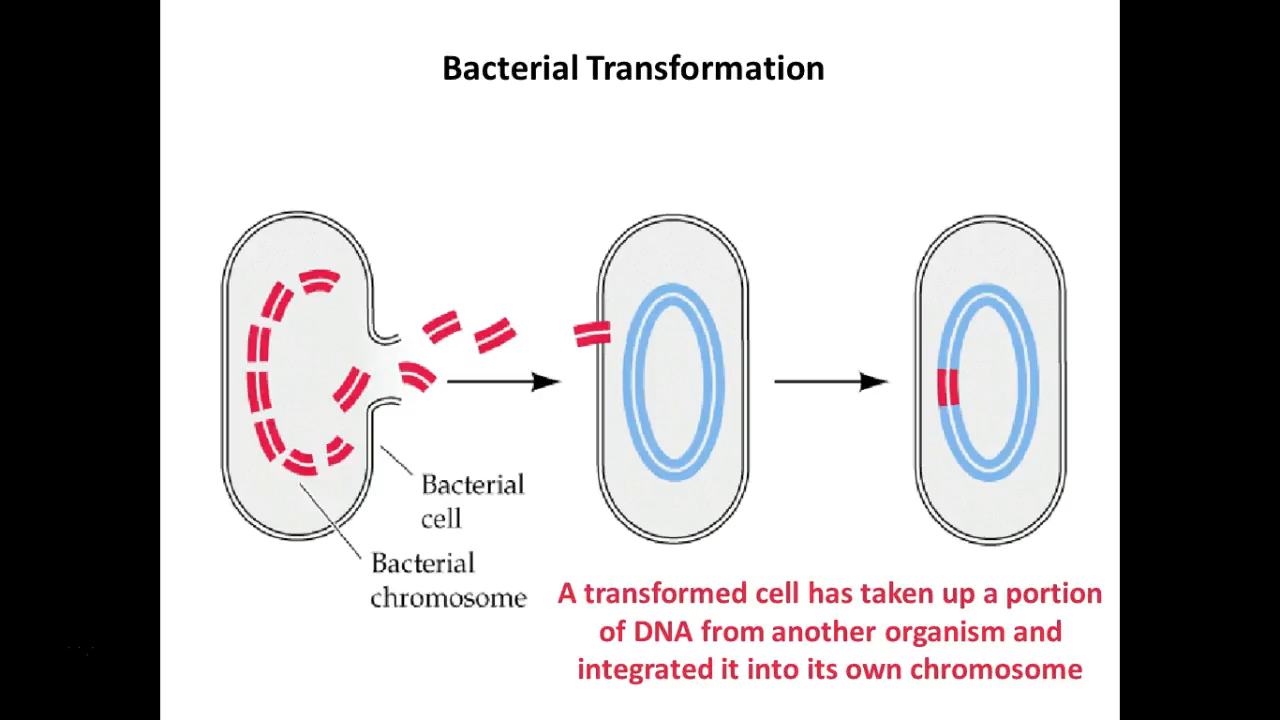 Bacterial Transformation
Bacterial
cell
Bacterial
chromosome
A transformed cell has taken up a portion
of DNA from another organism and
integrated it into its own chromosome